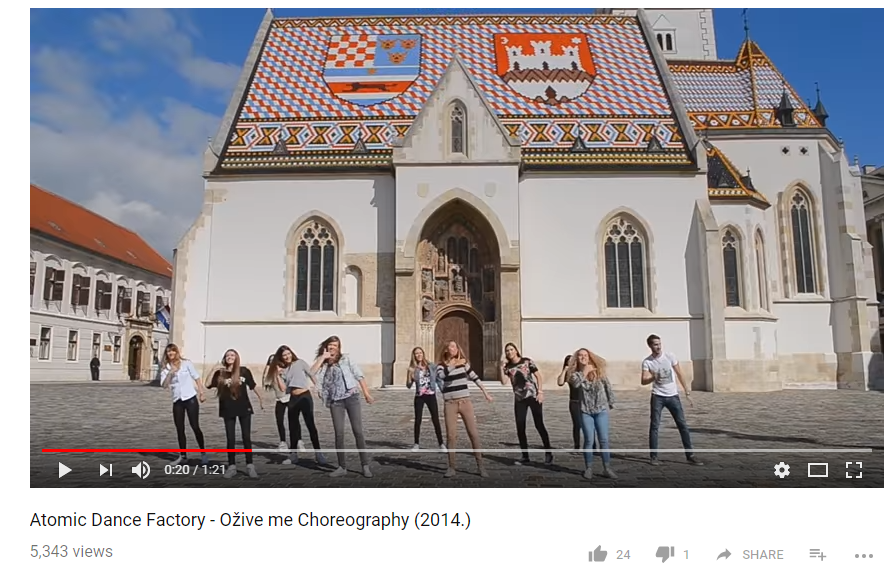 0:20 / 1:21
Atomic Dance Factory - Ožive me Choreography (2014.)
5,343 views
24 1 SHARE